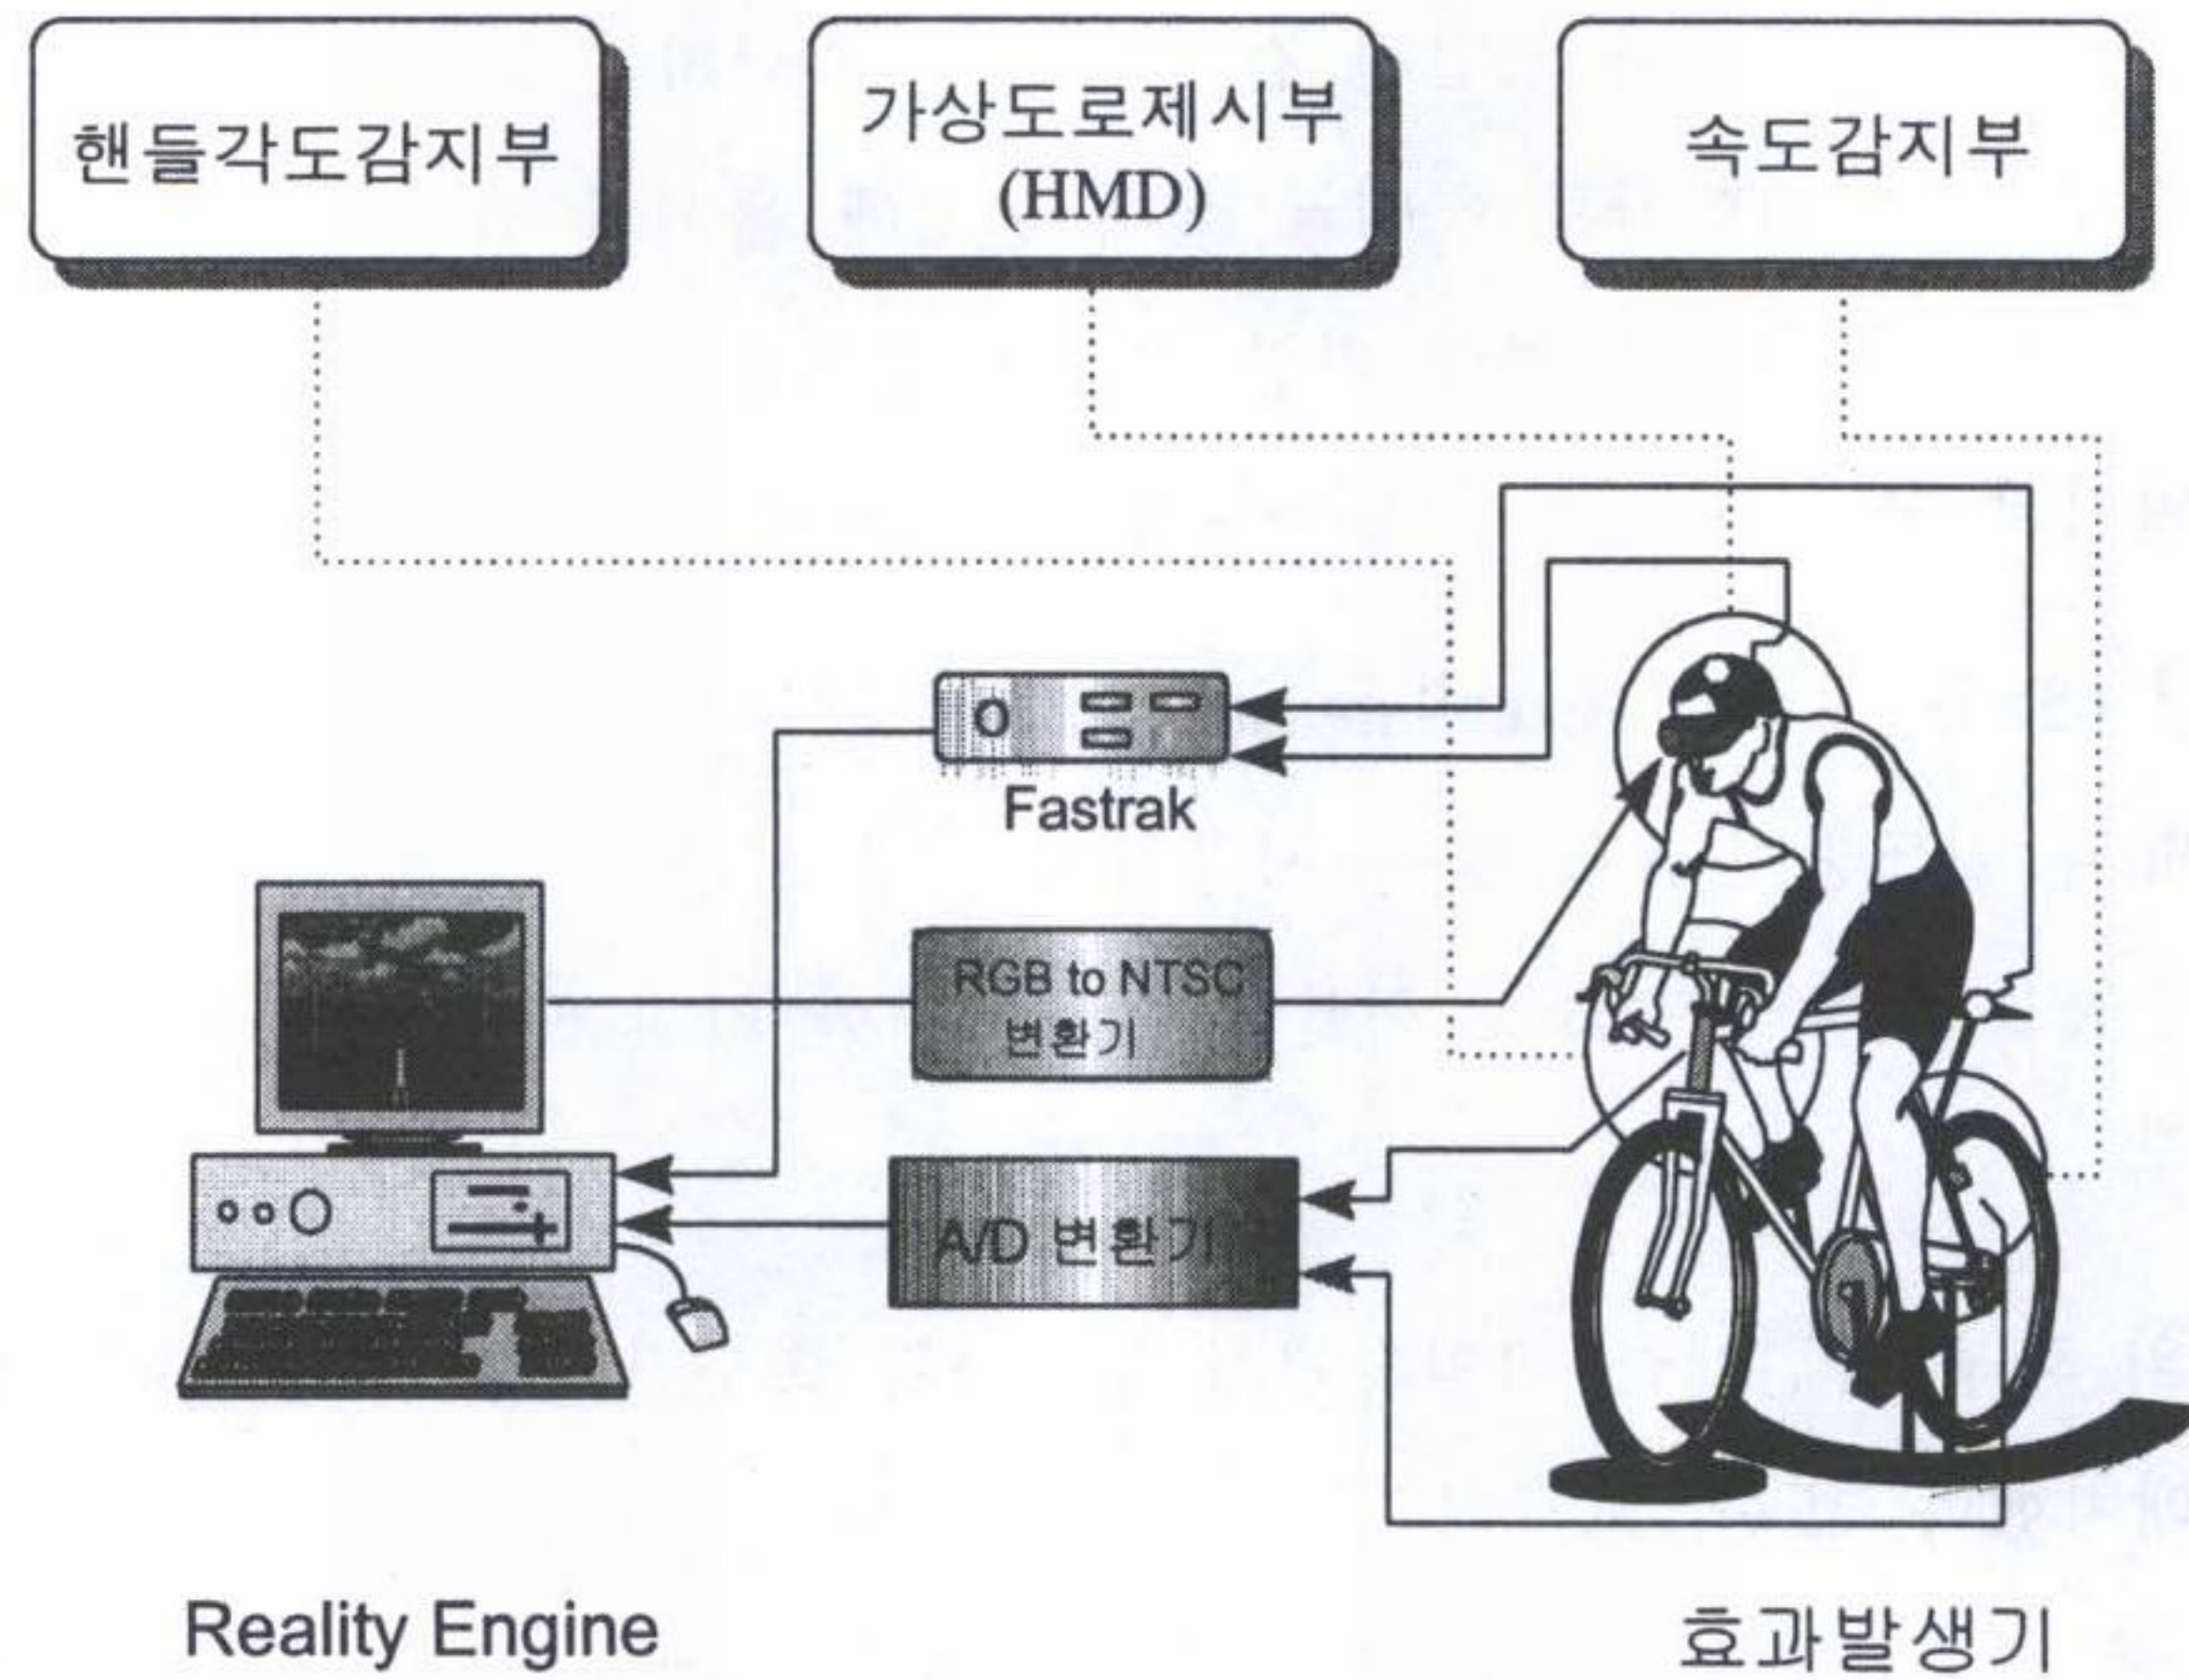 핸들각도감지부
가상도로제시부
(HMD)
속도감지부
Fastrak
RGB to NTSC
변환기
A/D 변환기
Reality Engine
효과발생기